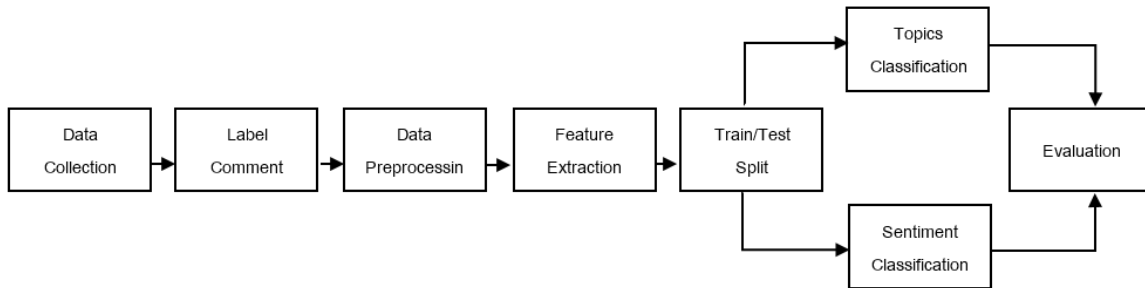 Data
Collection
Label
Comment
Data
Preprocessin
Feature
Extraction
Train/Test
Split
Topics
Classification
Sentiment
Classification
Evaluation